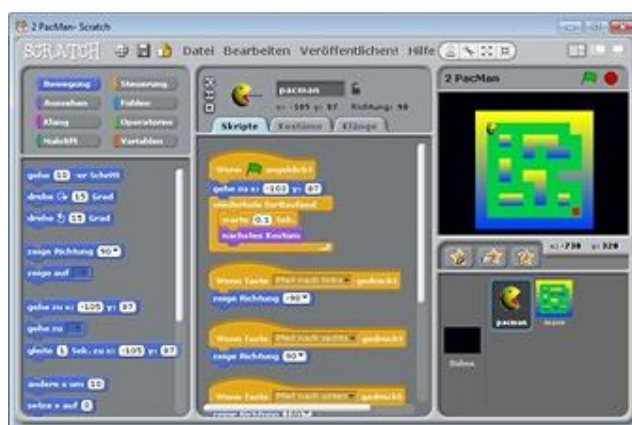 2 PacMan- Scratch
SCRATCH Datei Bearbeiten Veröffentlichen! Hilfe
Bewegung Steuerung
Aussehen Fühlen
Klang Operatoren
Malstift Variablen
gehe 10 -er Schritt
drehe 15 Grad
drehe 15 Grad
zeige Richtung 90
zeige auf
gehe zu x: -105 y: 87
gehe zu
gleite 1 Sek. zu x: -105 y: 87
ändere x um 10
setze x auf 0
pacman
x: -105 y: 87 Richtung: 90
Skripte Kostüme Klänge
Wenn angeklickt
gehe zu x: -103 y: 87
wiederhole fortlaufend
warte 0.1 Sek.
nächstes Kostüm
Wenn Taste Pfeil nach links gedrückt
zeige Richtung -90
Wenn Taste Pfeil nach rechts gedrückt
zeige Richtung 90
Wenn Taste Pfeil nach unten gedrückt
zeige Richtung 180
2 PacMan
x: -730 y: 320
pacman
Bühne